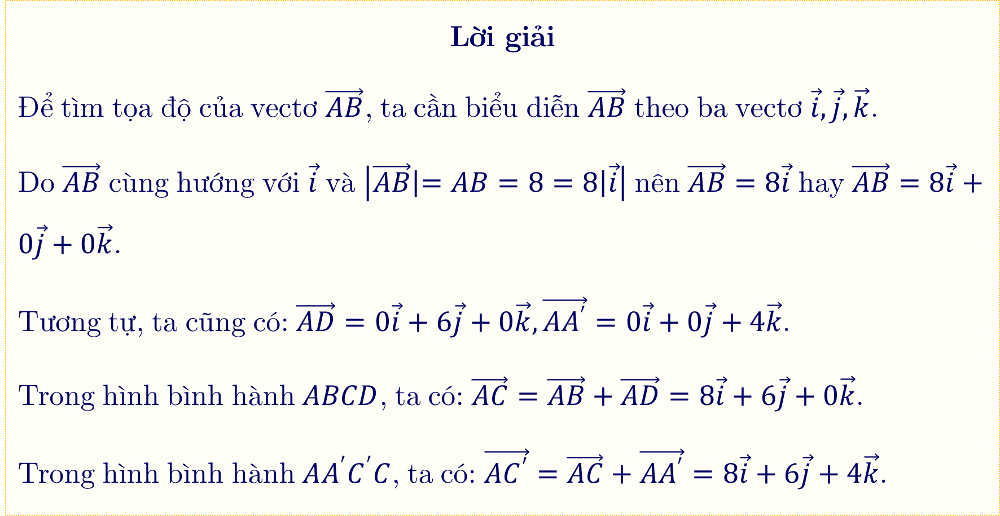 Lời giải
Để tìm tọa độ của vectơ $\overrightarrow{AB}$, ta cần biểu diễn $\overrightarrow{AB}$ theo ba vectơ $\vec{i}, \vec{j}, \vec{k}$.
Do $\overrightarrow{AB}$ cùng hướng với $\vec{i}$ và $|\overrightarrow{AB}| = AB = 8 = 8|\vec{i}|$ nên $\overrightarrow{AB} = 8\vec{i}$ hay $\overrightarrow{AB} = 8\vec{i} +$
$0\vec{j} + 0\vec{k}$.
Tương tự, ta cũng có: $\overrightarrow{AD} = 0\vec{i} + 6\vec{j} + 0\vec{k}, \overrightarrow{AA'} = 0\vec{i} + 0\vec{j} + 4\vec{k}$.
Trong hình bình hành $ABCD$, ta có: $\overrightarrow{AC} = \overrightarrow{AB} + \overrightarrow{AD} = 8\vec{i} + 6\vec{j} + 0\vec{k}$.
Trong hình bình hành $AA'C'C$, ta có: $\overrightarrow{AC'} = \overrightarrow{AC} + \overrightarrow{AA'} = 8\vec{i} + 6\vec{j} + 4\vec{k}$.